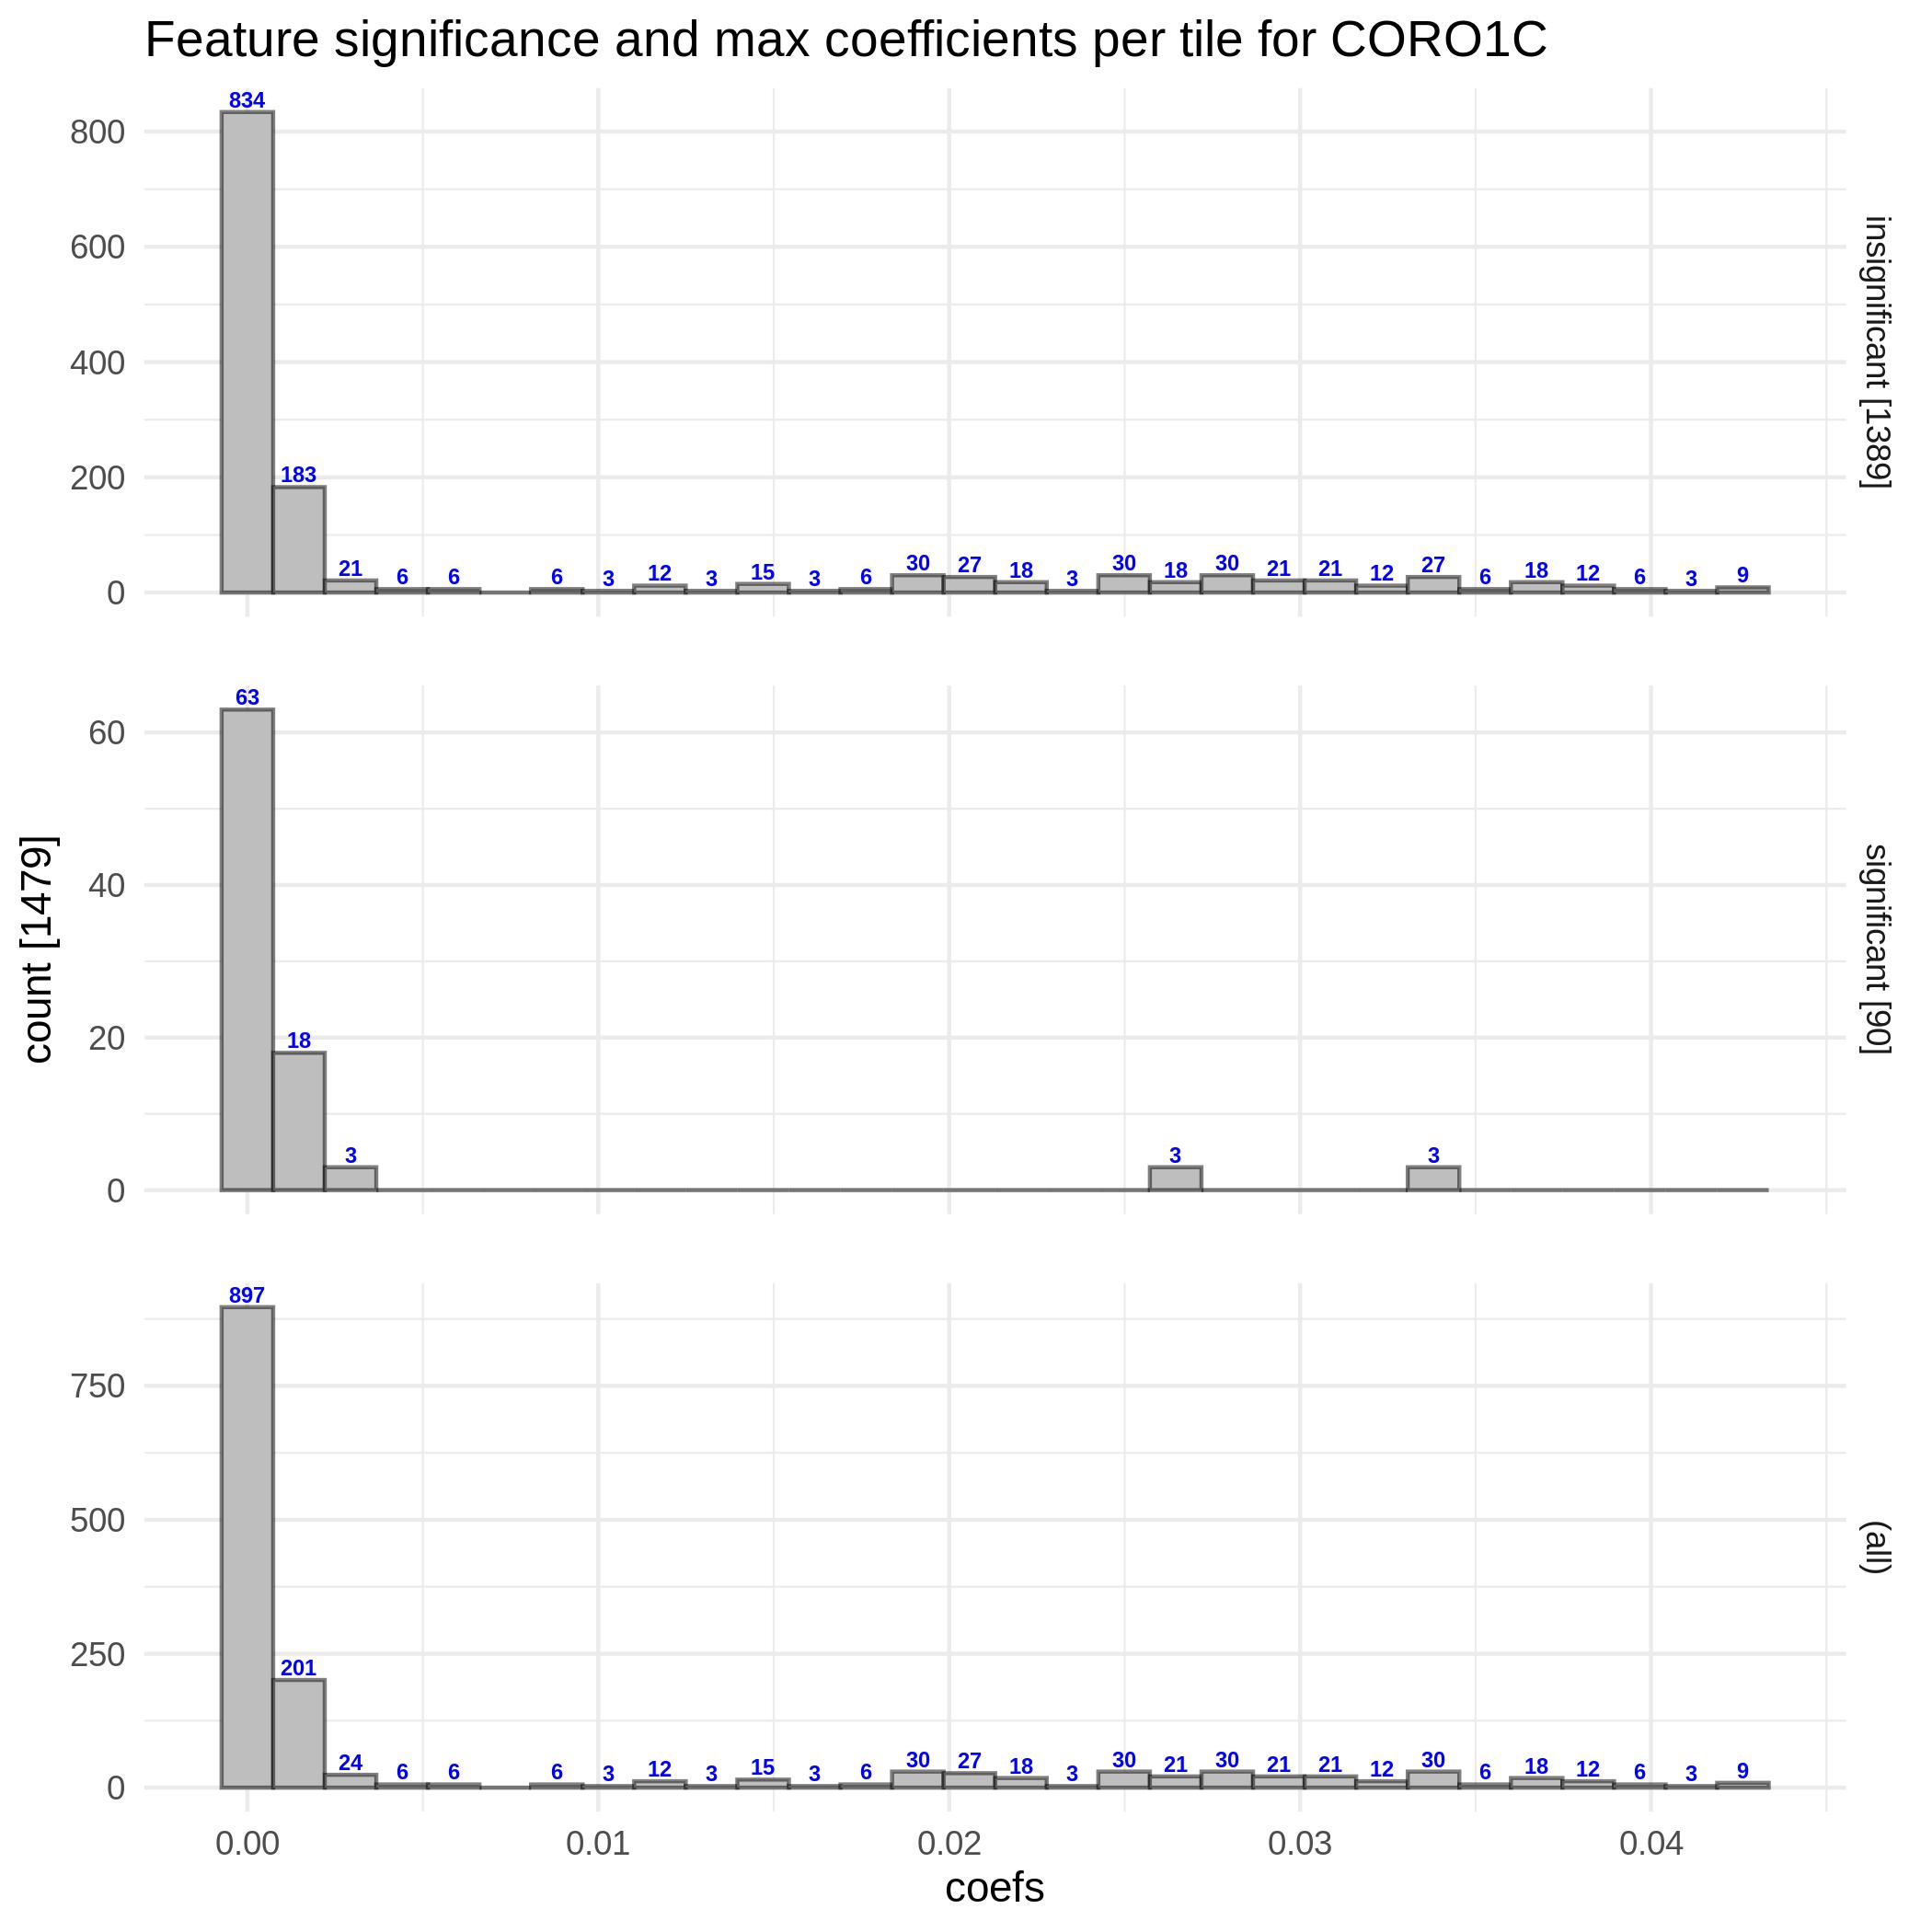 Feature significance and max coefficients per tile for CORO1C
834
800
600
400
200
0
183
21 6 6 6 3 12 3 15 3 6 30 27 18 3 30 18 30 21 21 12 27 6 18 12 6 3 9
insignificant [1389]
63
60
40
20
0
18
3 3 3
significant [90]
count [1479]
897
750
500
250
0
201
24 6 6 6 3 12 3 15 3 6 30 27 18 3 30 21 30 21 21 12 30 6 18 12 6 3 9
(all)
0.00 0.01 0.02 0.03 0.04
coefs